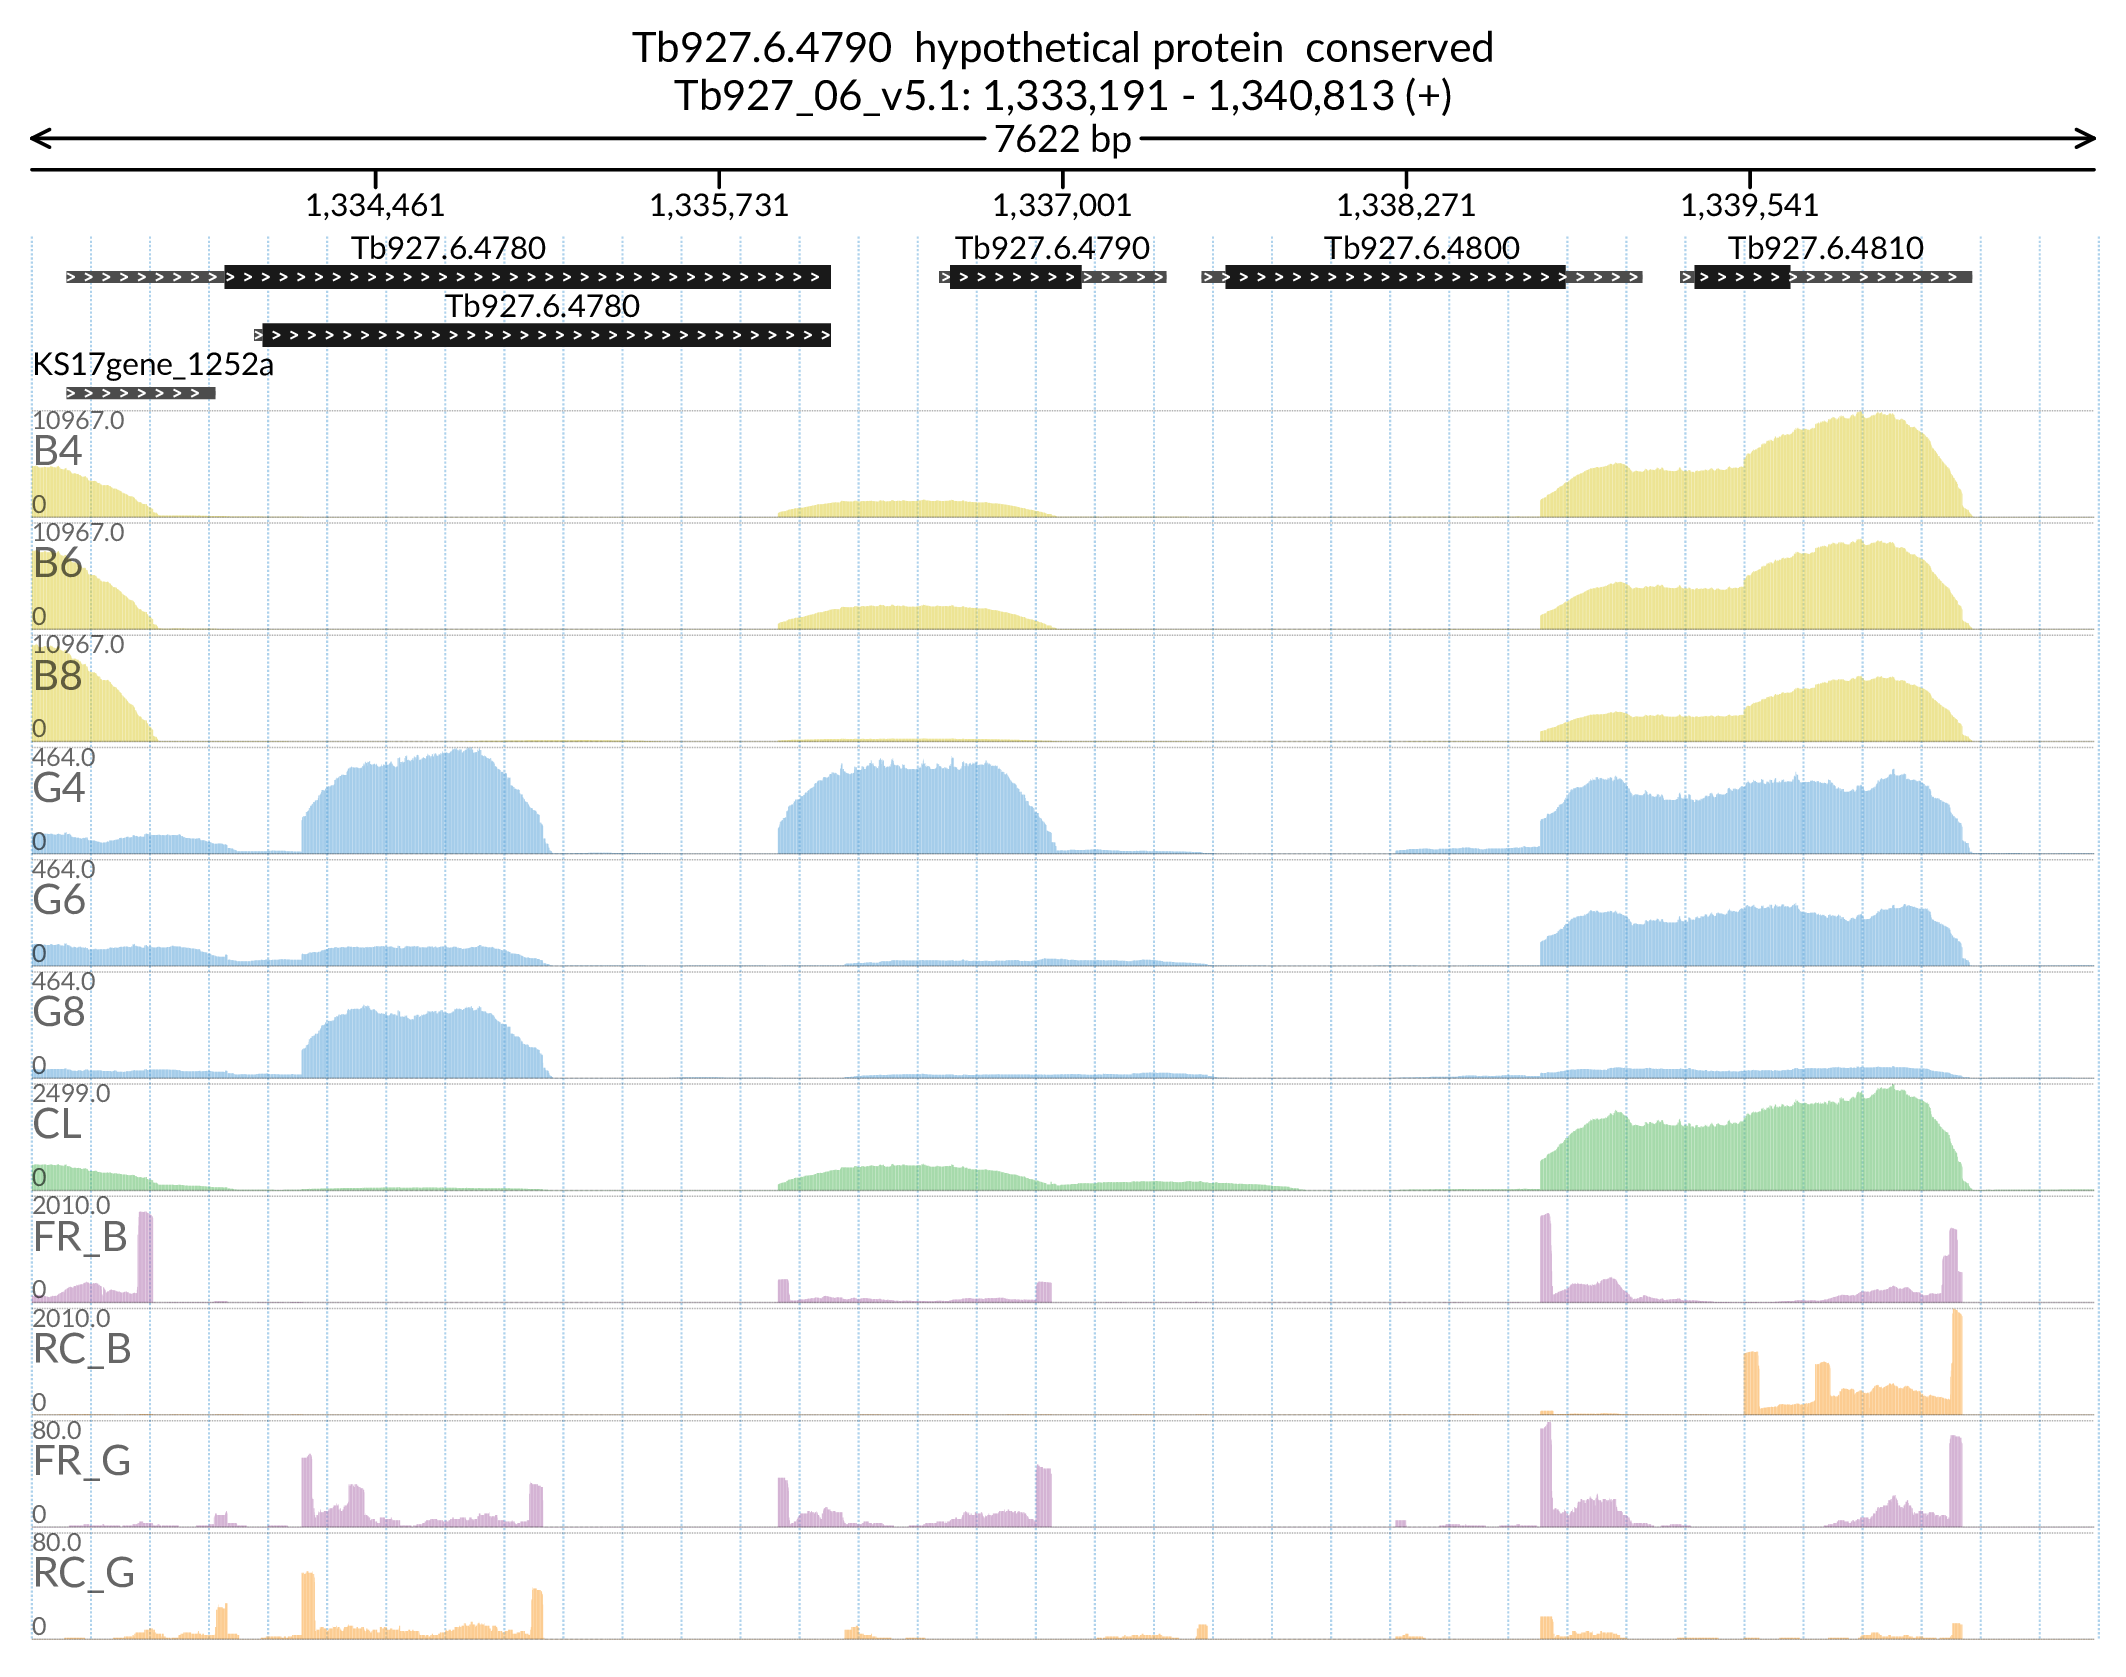 Tb927.6.4790 hypothetical protein conserved
Tb927_06_v5.1: 1,333,191 - 1,340,813 (+)
7622 bp
1,334,461 1,335,731 1,337,001 1,338,271 1,339,541
Tb927.6.4780 Tb927.6.4790 Tb927.6.4800 Tb927.6.4810
Tb927.6.4780
KS17gene_1252a
10967.0
B4
0
10967.0
B6
0
10967.0
B8
0
464.0
G4
0
464.0
G6
0
464.0
G8
0
2499.0
CL
0
2010.0
FR_B
0
2010.0
RC_B
0
80.0
FR_G
0
80.0
RC_G
0